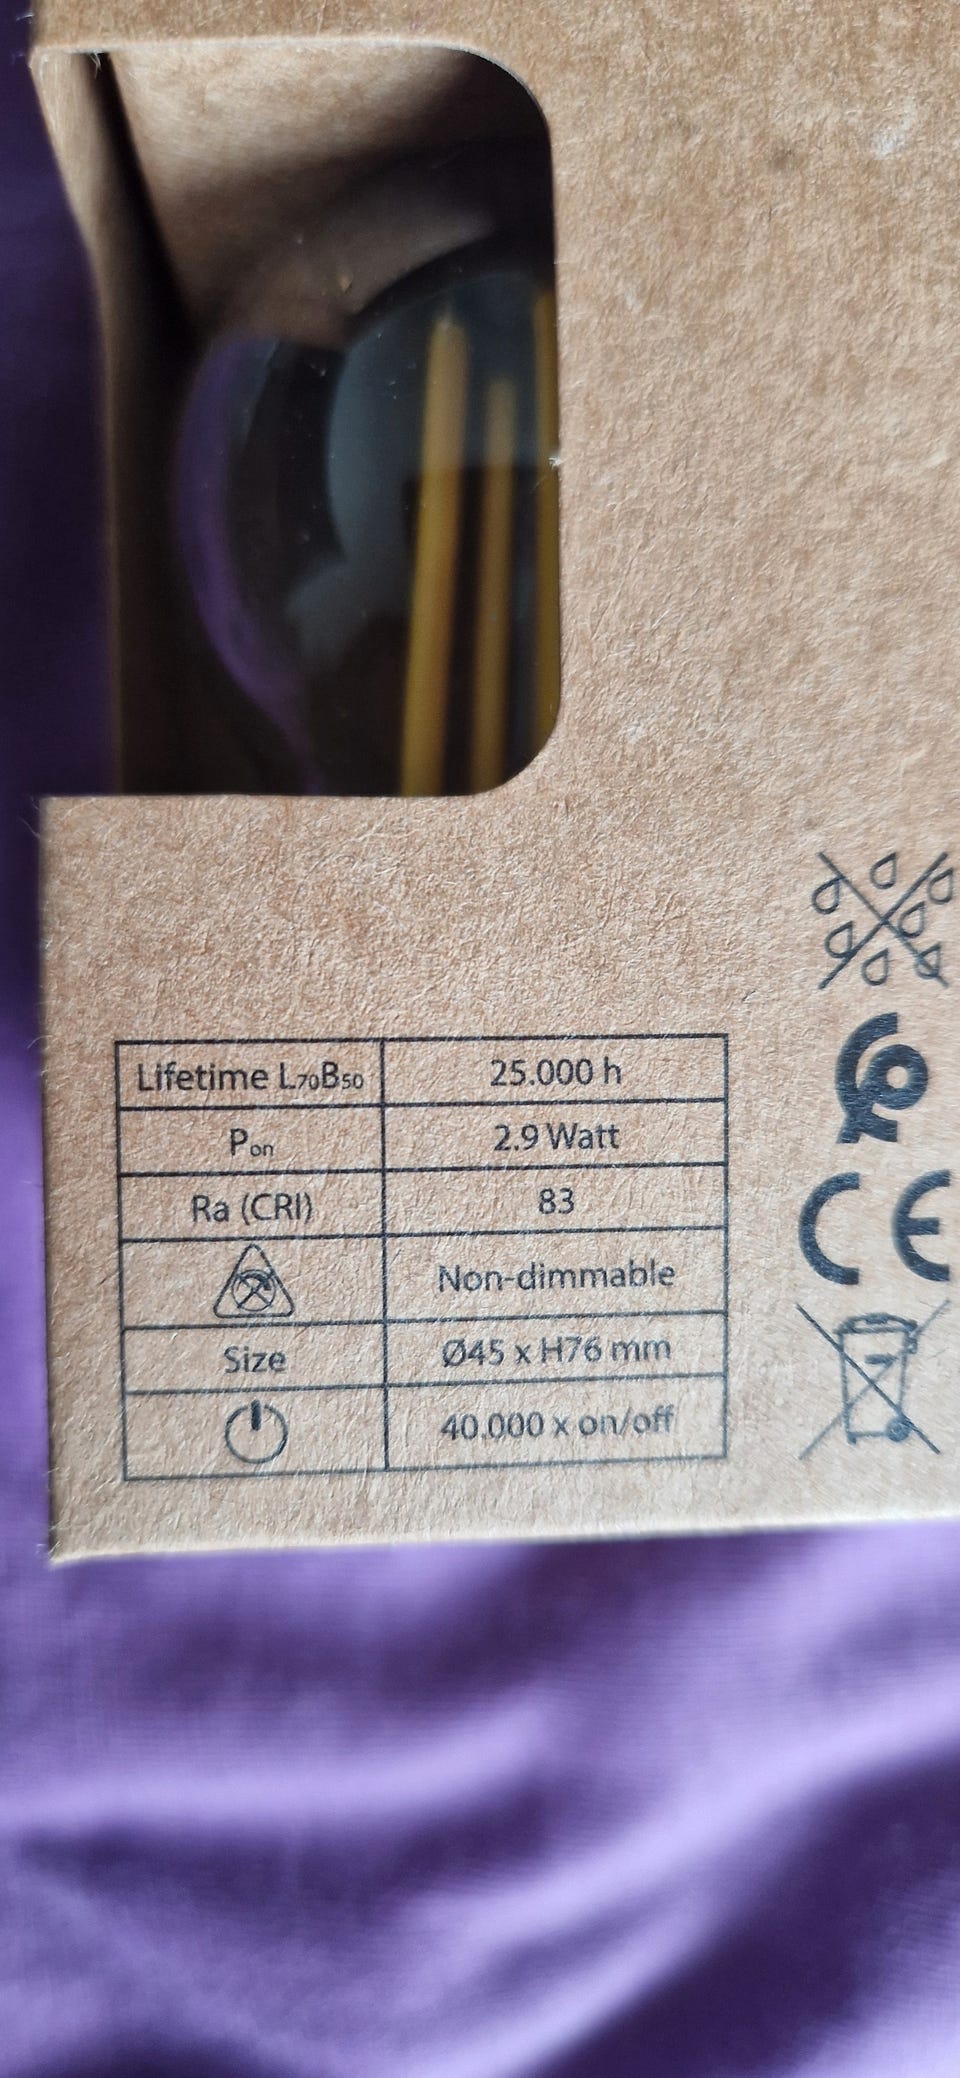 Lifetime L70B50 25.000 h
Pon 2.9 Watt
Ra (CRI) 83
Non-dimmable
Size Ø45 x H76 mm
40.000 x on/off
CE